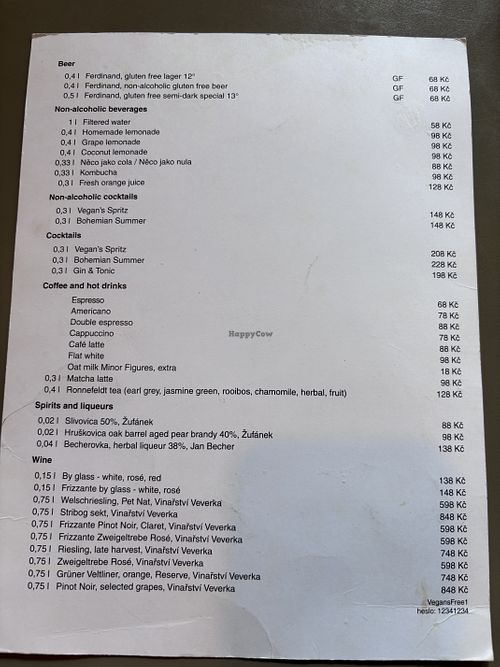 Beer
0,4 l Ferdinand, gluten free lager 12° GF 68 Kč
0,4 l Ferdinand, non-alcoholic gluten free beer 68 Kč
0,5 l Ferdinand, gluten free semi-dark special 13° GF 68 Kč
Non-alcoholic beverages
1 l Filtered water 58 Kč
0,4 l Homemade lemonade 98 Kč
0,4 l Grape lemonade 98 Kč
0,4 l Coconut lemonade 98 Kč
0,33 l Něco jako cola / Něco jako nula 88 Kč
0,33 l Kombucha 98 Kč
0,3 l Fresh orange juice 128 Kč
Non-alcoholic cocktails
0,3 l Vegan's Spritz 148 Kč
0,3 l Bohemian Summer 148 Kč
Cocktails
0,3 l Vegan's Spritz 208 Kč
0,3 l Bohemian Summer 228 Kč
0,3 l Gin & Tonic 198 Kč
Coffee and hot drinks
Espresso 68 Kč
Americano 78 Kč
Double espresso 88 Kč
Cappuccino 78 Kč
Café latte 88 Kč
Flat white 98 Kč
Oat milk Minor Figures, extra 18 Kč
0,3 l Matcha latte 98 Kč
0,4 l Ronnefeldt tea (earl grey, jasmine green, rooibos, chamomile, herbal, fruit) 128 Kč
Spirits and liqueurs
0,02 l Slivovica 50%, Žufánek 88 Kč
0,02 l Hruškovica oak barrel aged pear brandy 40%, Žufánek 98 Kč
0,04 l Becherovka, herbal liqueur 38%, Jan Becher 138 Kč
Wine
0,15 l By glass - white, rosé, red 138 Kč
0,15 l Frizzante by glass - white, rosé 148 Kč
0,75 l Welschriesling, Pet Nat, Vinařství Veverka 598 Kč
0,75 l Stribog sekt, Vinařství Veverka 848 Kč
0,75 l Frizzante Pinot Noir, Claret, Vinařství Veverka 598 Kč
0,75 l Frizzante Zweigeltrebe Rosé, Vinařství Veverka 598 Kč
0,75 l Riesling, late harvest, Vinařství Veverka 748 Kč
0,75 l Zweigeltrebe Rosé, Vinařství Veverka 598 Kč
0,75 l Grüner Veltliner, orange, Reserve, Vinařství Veverka 748 Kč
0,75 l Pinot Noir, selected grapes, Vinařství Veverka 848 Kč
VegansFree1
heslo: 12341234
HappyCow